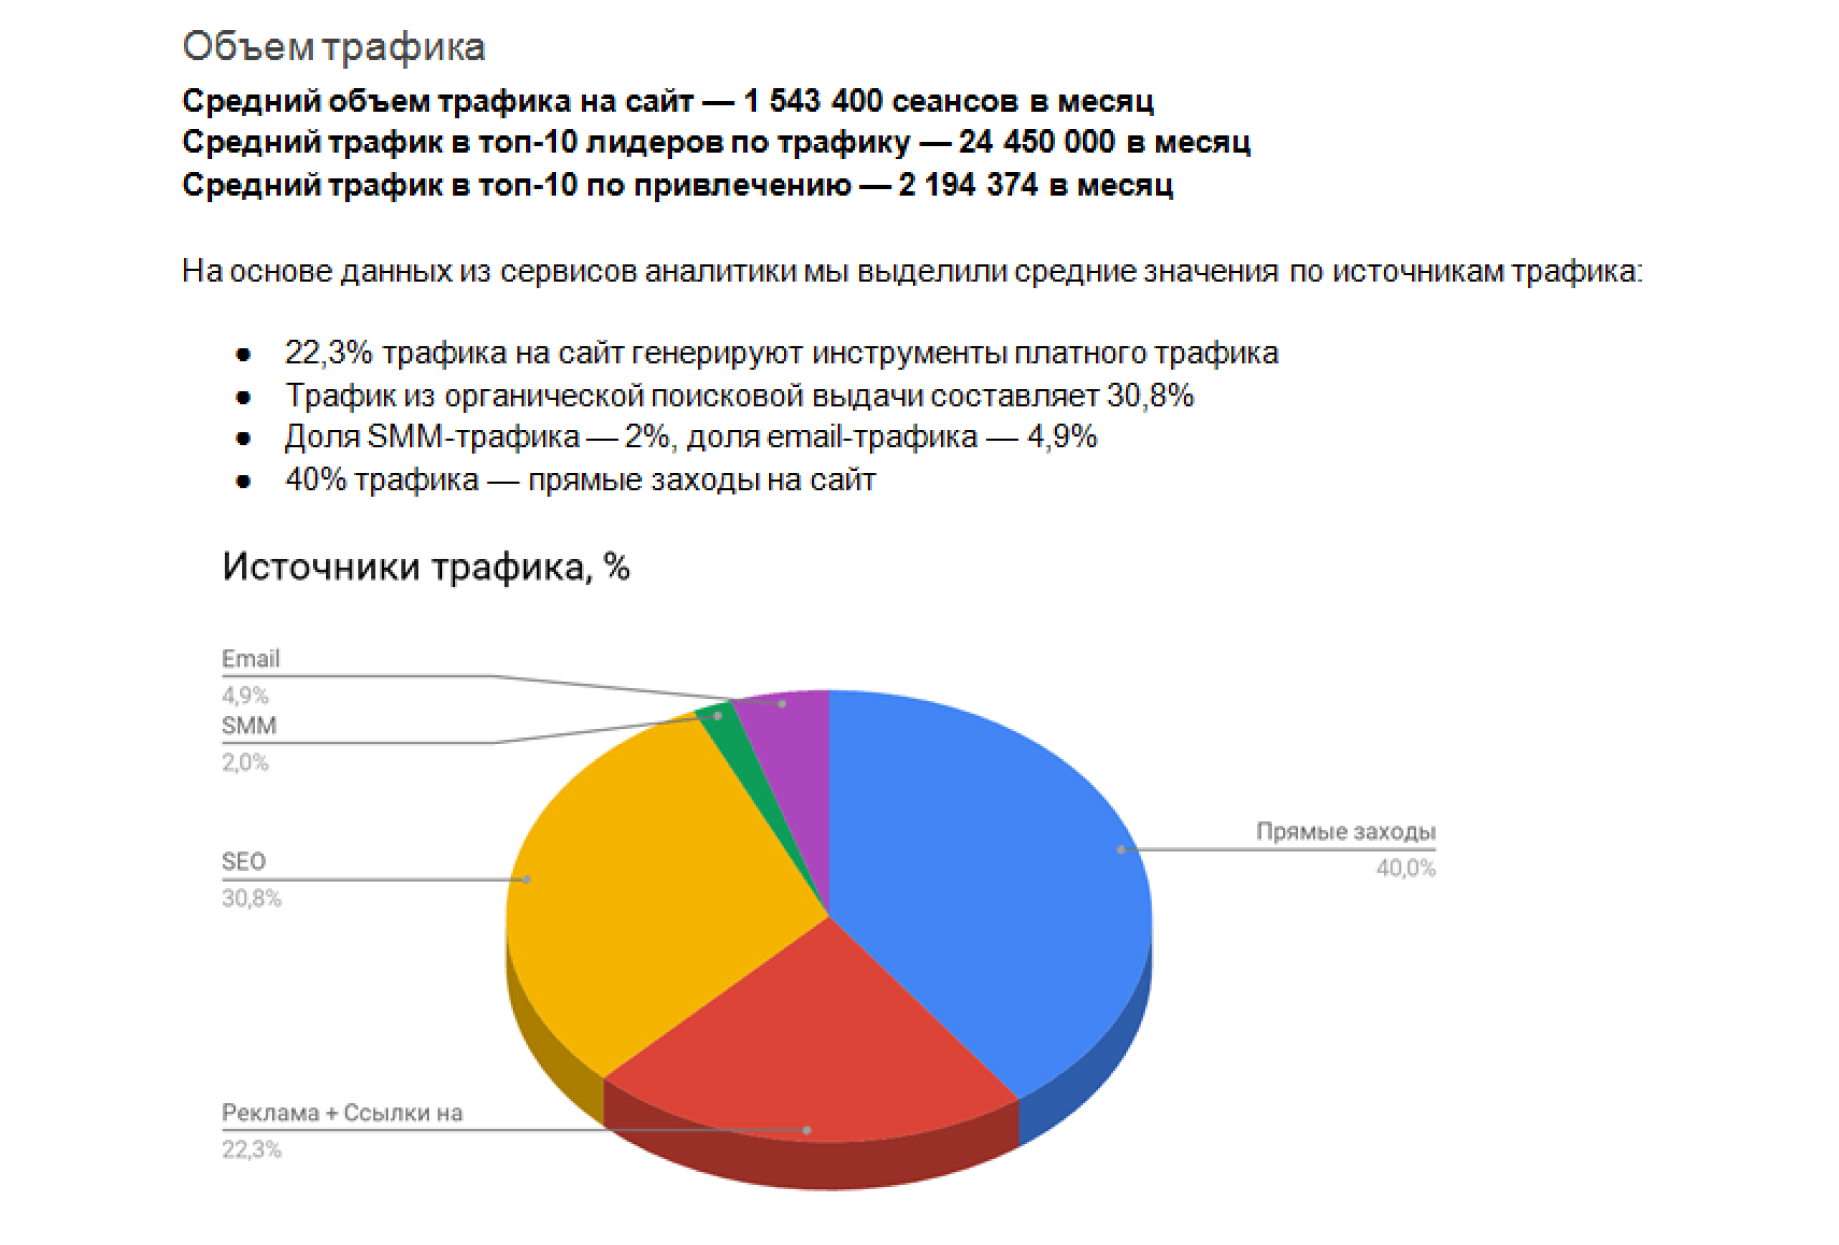 Объем трафика
Средний объем трафика на сайт — 1 543 400 сеансов в месяц
Средний трафик в топ-10 лидеров по трафику — 24 450 000 в месяц
Средний трафик в топ-10 по привлечению — 2 194 374 в месяц
На основе данных из сервисов аналитики мы выделили средние значения по источникам трафика:
● 22,3% трафика на сайт генерируют инструменты платного трафика
● Трафик из органической поисковой выдачи составляет 30,8%
● Доля SMM-трафика — 2%, доля email-трафика — 4,9%
● 40% трафика — прямые заходы на сайт
Источники трафика, %
Email
4,9%
SMM
2,0%
SEO
30,8%
Реклама + Ссылки на
22,3%
Прямые заходы
40,0%